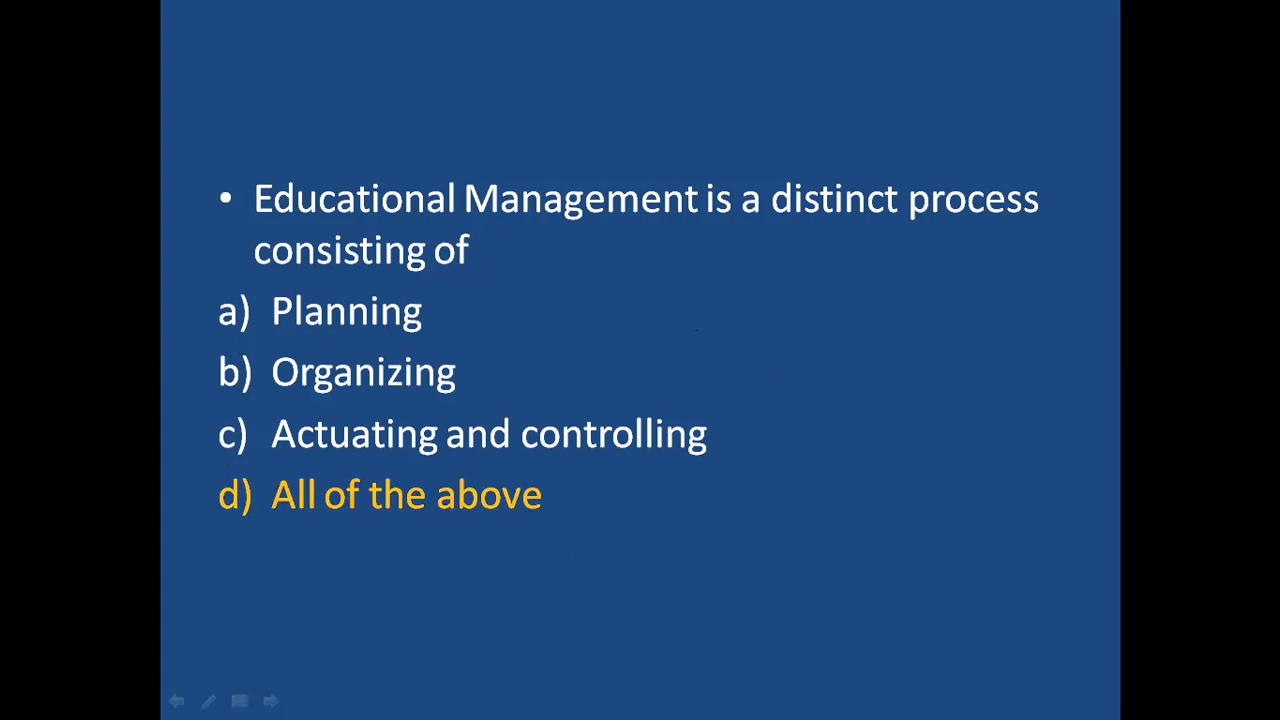 • Educational Management is a distinct process
consisting of
a) Planning
b) Organizing
c) Actuating and controlling
d) All of the above